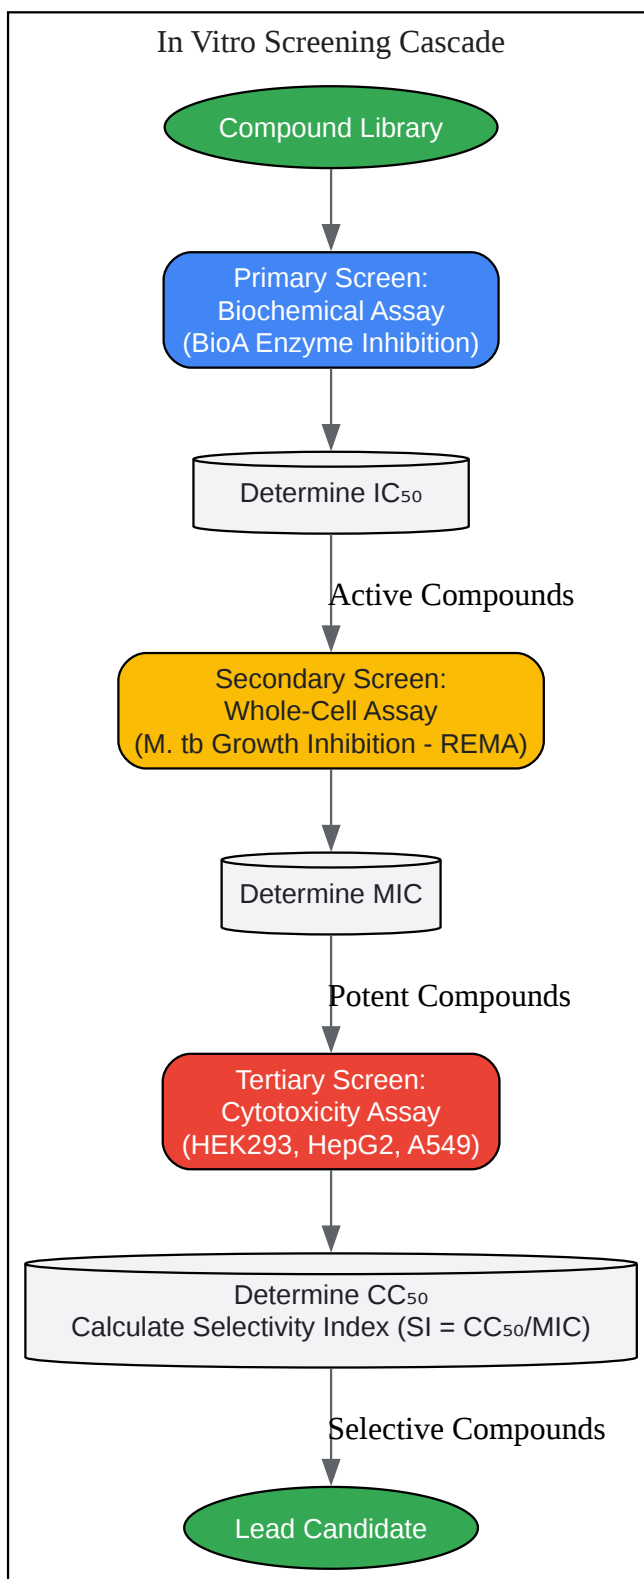 In Vitro Screening Cascade
Compound Library
Primary Screen:
Biochemical Assay
(BioA Enzyme Inhibition)
Determine IC₅₀
Active Compounds
Secondary Screen:
Whole-Cell Assay
(M. tb Growth Inhibition - REMA)
Determine MIC
Potent Compounds
Tertiary Screen:
Cytotoxicity Assay
(HEK293, HepG2, A549)
Determine CC₅₀
Calculate Selectivity Index (SI = CC₅₀/MIC)
Selective Compounds
Lead Candidate